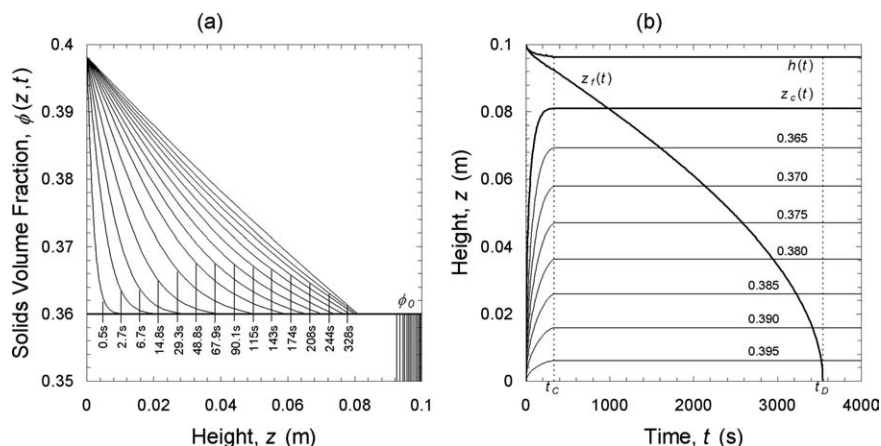 (a)
Solids Volume Fraction, ϕ(z,t)
0.4
0.39
0.38
0.37
0.36
0.35
ϕ0
0.5s
2.7s
6.7s
14.8s
29.3s
48.8s
67.9s
90.1s
115s
143s
174s
208s
244s
328s
0
0.02
0.04
0.06
0.08
0.1
Height, z (m)
(b)
Height, z (m)
0.1
0.08
0.06
0.04
0.02
0
h(t)
zf(t)
zc(t)
0.365
0.370
0.375
0.380
0.385
0.390
0.395
0
tC
1000
2000
3000
tD
4000
Time, t (s)